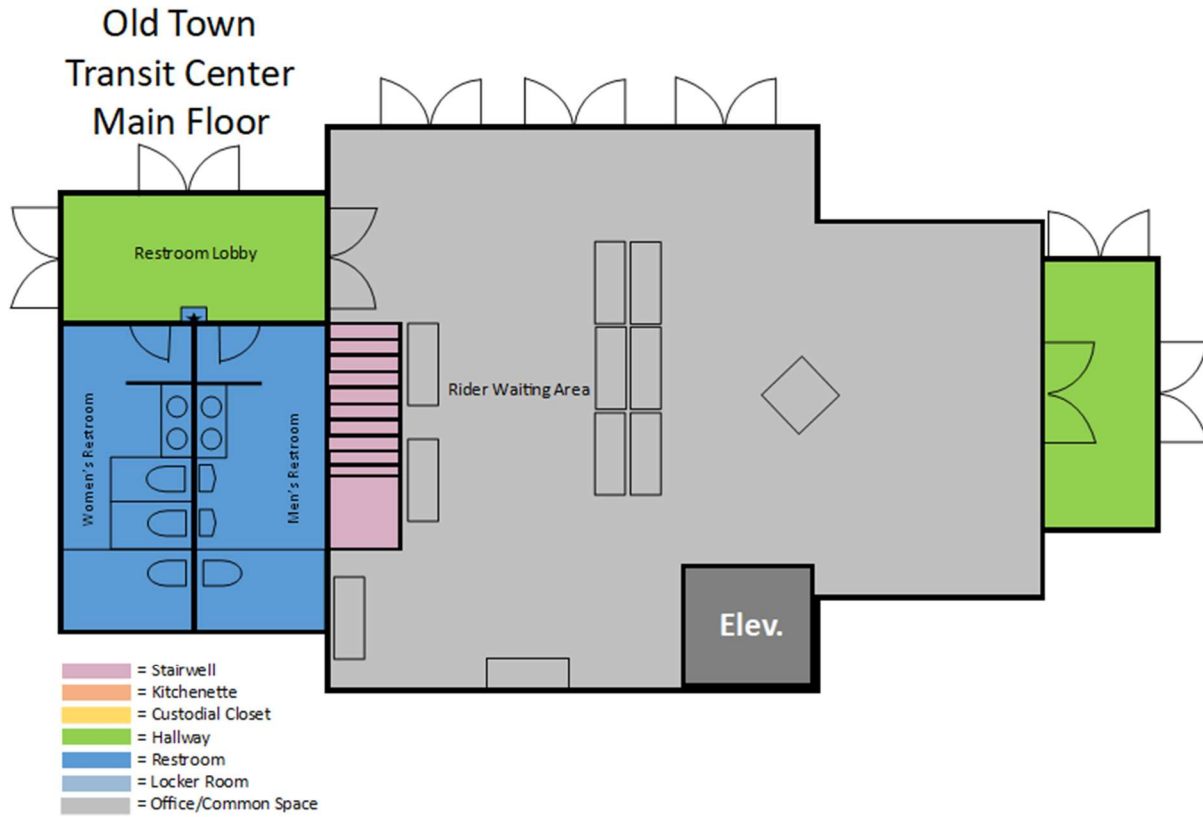 Old Town
Transit Center
Main Floor
Restroom Lobby
Rider Waiting Area
Women's Restroom
Men's Restroom
Elev.
= Stairwell
= Kitchenette
= Custodial Closet
= Hallway
= Restroom
= Locker Room
= Office/Common Space